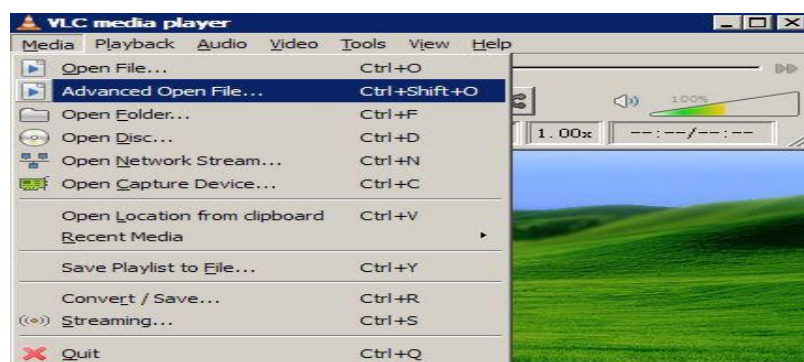 VLC media player
Media Playback Audio Video Tools View Help
Open File... Ctrl+O
Advanced Open File... Ctrl+Shift+O
Open Folder... Ctrl+F
Open Disc... Ctrl+D
Open Network Stream... Ctrl+N
Open Capture Device... Ctrl+C
Open Location from clipboard Ctrl+V
Recent Media
Save Playlist to File... Ctrl+Y
Convert / Save... Ctrl+R
Streaming... Ctrl+S
Quit Ctrl+Q
100%
1.00x --:--/--:--